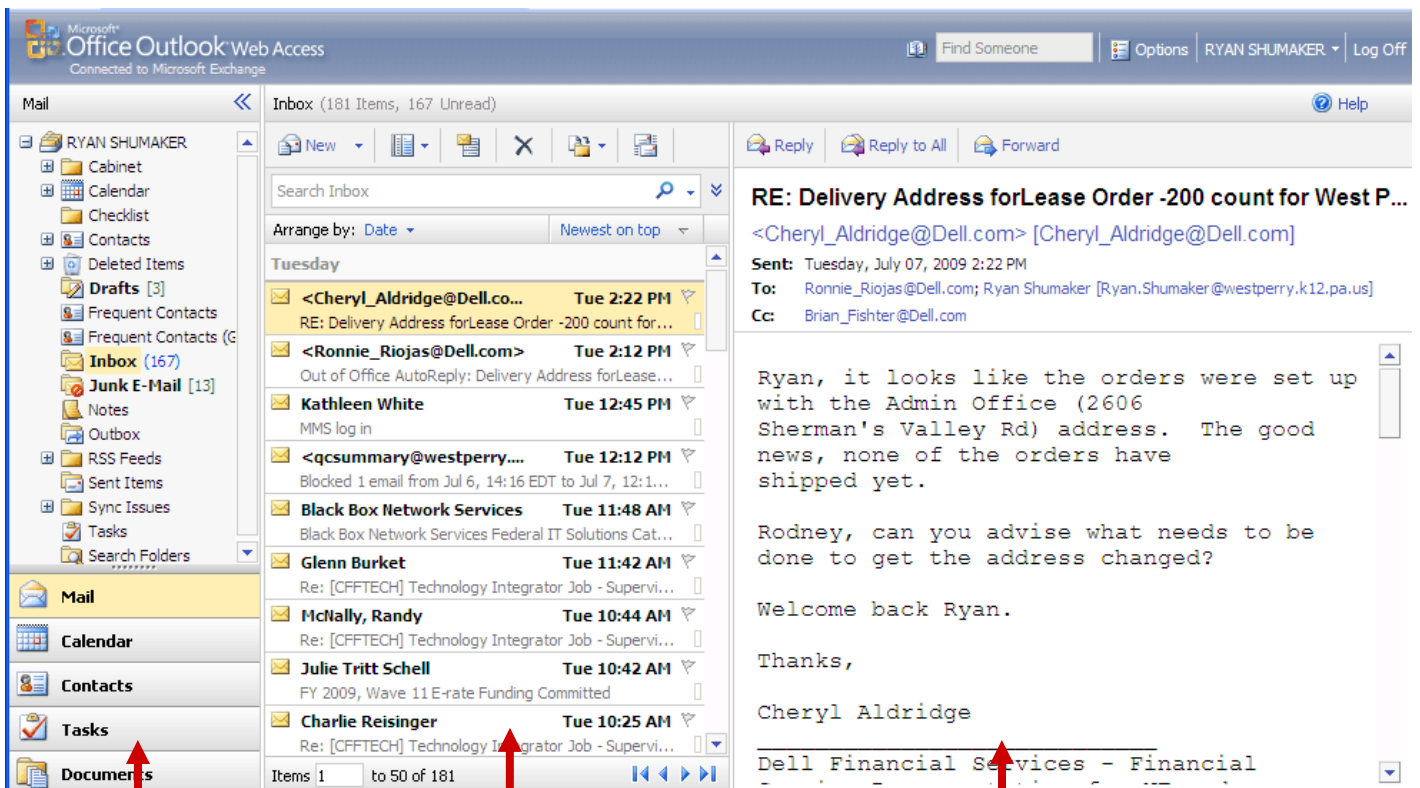 Microsoft
Office Outlook Web Access
Connected to Microsoft Exchange
Find Someone
Options
RYAN SHUMAKER
Log Off
Mail
Inbox (181 Items, 167 Unread)
Help
RYAN SHUMAKER
Cabinet
Calendar
Checklist
Contacts
Deleted Items
Drafts [3]
Frequent Contacts
Frequent Contacts (G
Inbox (167)
Junk E-Mail [13]
Notes
Outbox
RSS Feeds
Sent Items
Sync Issues
Tasks
Search Folders
Mail
Calendar
Contacts
Tasks
Documents
New
Search Inbox
Arrange by: Date
Newest on top
Tuesday
<Cheryl_Aldridge@Dell.co... Tue 2:22 PM
RE: Delivery Address forLease Order -200 count for...
<Ronnie_Riojas@Dell.com> Tue 2:12 PM
Out of Office AutoReply: Delivery Address forLease...
Kathleen White Tue 12:45 PM
MMS log in
<qcsummary@westperry.... Tue 12:12 PM
Blocked 1 email from Jul 6, 14:16 EDT to Jul 7, 12:1...
Black Box Network Services Tue 11:48 AM
Black Box Network Services Federal IT Solutions Cat...
Glenn Burket Tue 11:42 AM
Re: [CFFTECH] Technology Integrator Job - Supervi...
McNally, Randy Tue 10:44 AM
Re: [CFFTECH] Technology Integrator Job - Supervi...
Julie Tritt Schell Tue 10:42 AM
FY 2009, Wave 11 E-rate Funding Committed
Charlie Reisinger Tue 10:25 AM
Re: [CFFTECH] Technology Integrator Job - Supervi...
Items 1 to 50 of 181
Reply
Reply to All
Forward
RE: Delivery Address forLease Order -200 count for West P...
<Cheryl_Aldridge@Dell.com> [Cheryl_Aldridge@Dell.com]
Sent: Tuesday, July 07, 2009 2:22 PM
To: Ronnie_Riojas@Dell.com; Ryan Shumaker [Ryan.Shumaker@westperry.k12.pa.us]
Cc: Brian_Fishter@Dell.com
Ryan, it looks like the orders were set up
with the Admin Office (2606
Sherman's Valley Rd) address. The good
news, none of the orders have
shipped yet.
Rodney, can you advise what needs to be
done to get the address changed?
Welcome back Ryan.
Thanks,
Cheryl Aldridge
Dell Financial Services - Financial